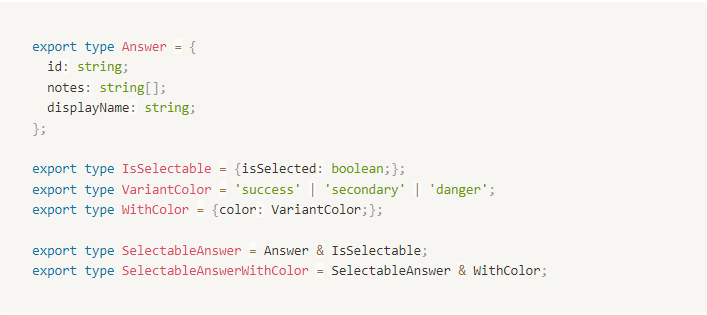 export type Answer = {
  id: string;
  notes: string[];
  displayName: string;
};

export type IsSelectable = {isSelected: boolean;};
export type VariantColor = 'success' | 'secondary' | 'danger';
export type WithColor = {color: VariantColor;};

export type SelectableAnswer = Answer & IsSelectable;
export type SelectableAnswerWithColor = SelectableAnswer & WithColor;